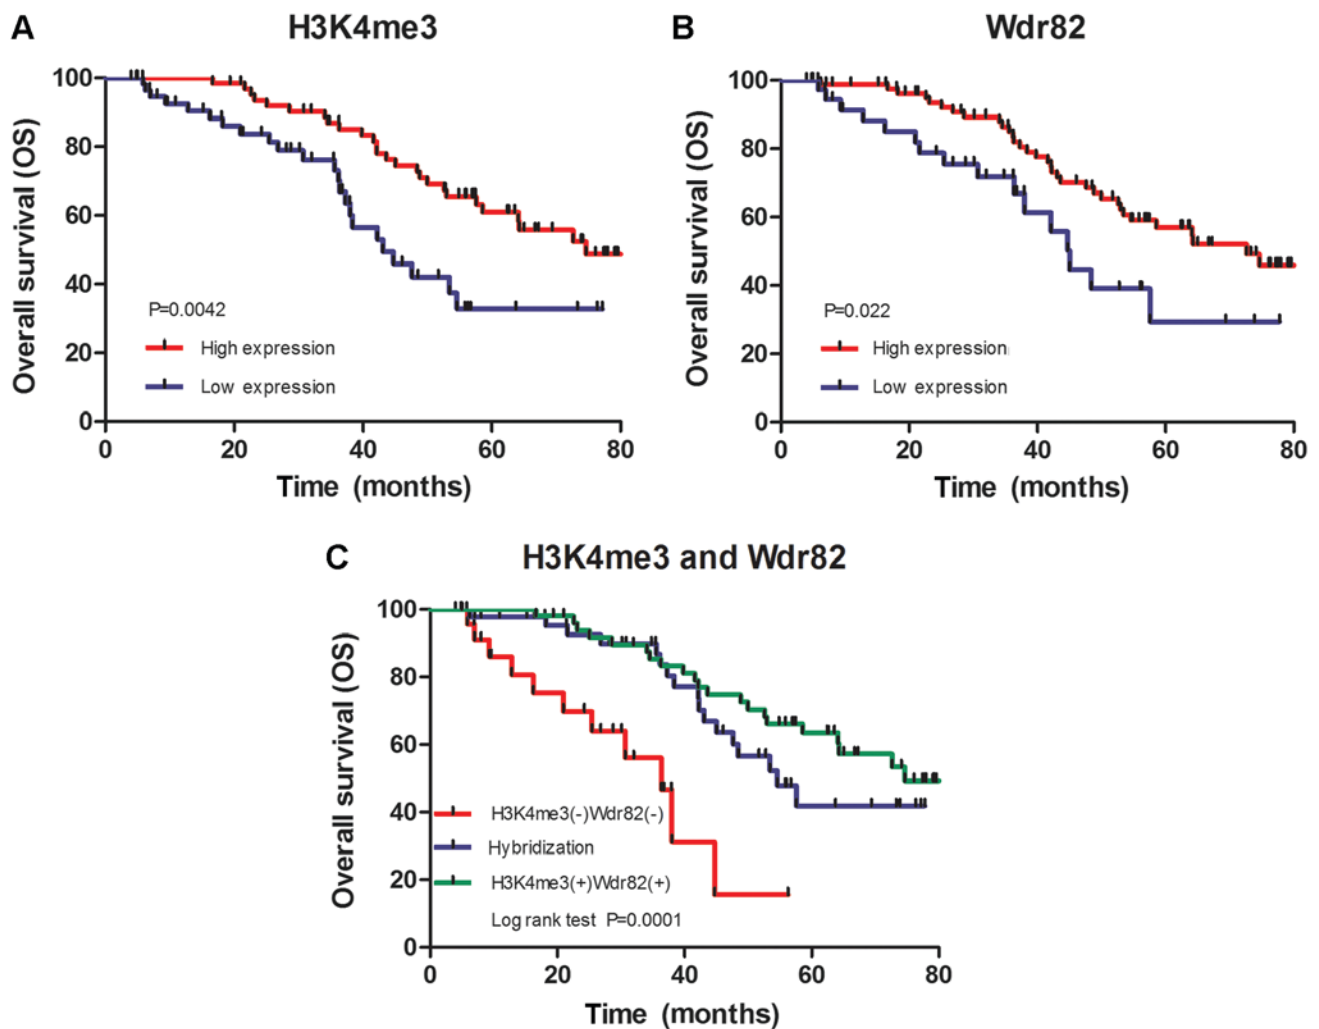 A
H3K4me3
Overall survival (OS)
100
80
60
40
20
0
P=0.0042
High expression
Low expression
0 20 40 60 80
Time (months)
B
Wdr82
Overall survival (OS)
100
80
60
40
20
0
P=0.022
High expression
Low expression
0 20 40 60 80
Time (months)
C
H3K4me3 and Wdr82
Overall survival (OS)
100
80
60
40
20
0
H3K4me3(-)Wdr82(-)
Hybridization
H3K4me3(+)Wdr82(+)
Log rank test P=0.0001
0 20 40 60 80
Time (months)